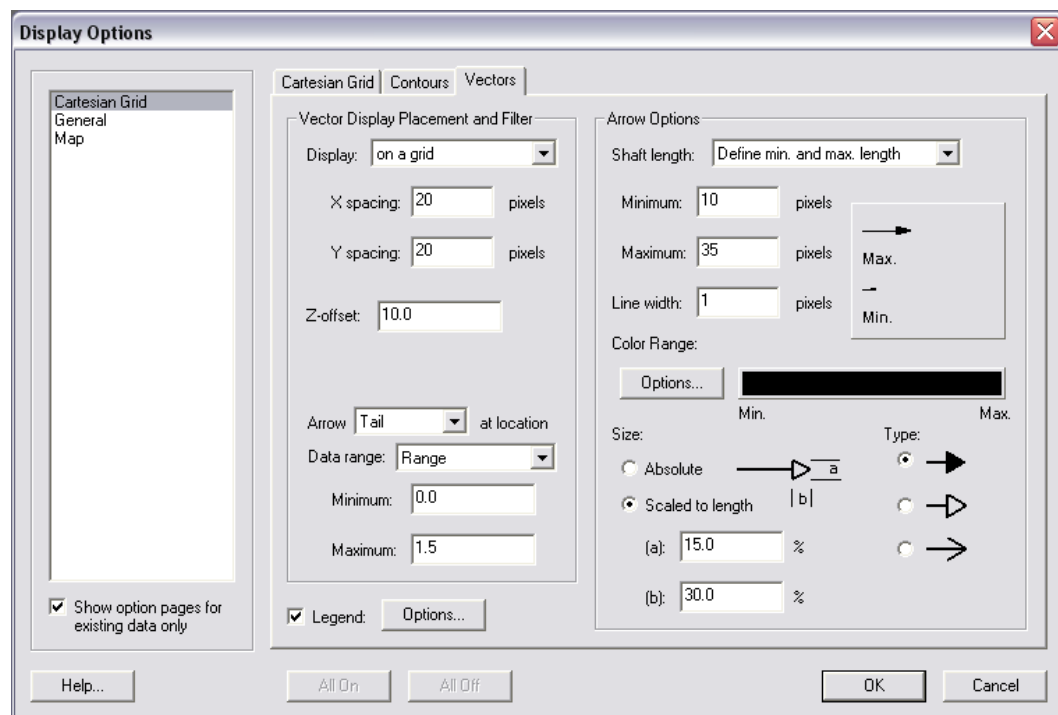 Display Options
Cartesian Grid
General
Map
Show option pages for
existing data only
Cartesian Grid Contours Vectors
Vector Display Placement and Filter
Display: on a grid
X spacing: 20 pixels
Y spacing: 20 pixels
Z-offset: 10.0
Arrow Tail at location
Data range: Range
Minimum: 0.0
Maximum: 1.5
Legend: Options...
Arrow Options
Shaft length: Define min. and max. length
Minimum: 10 pixels
Maximum: 35 pixels
Line width: 1 pixels
Max.
Min.
Color Range:
Options...
Min. Max.
Size: Type:
Absolute a
Scaled to length |b|
(a): 15.0 %
(b): 30.0 %
Help... All On All Off OK Cancel